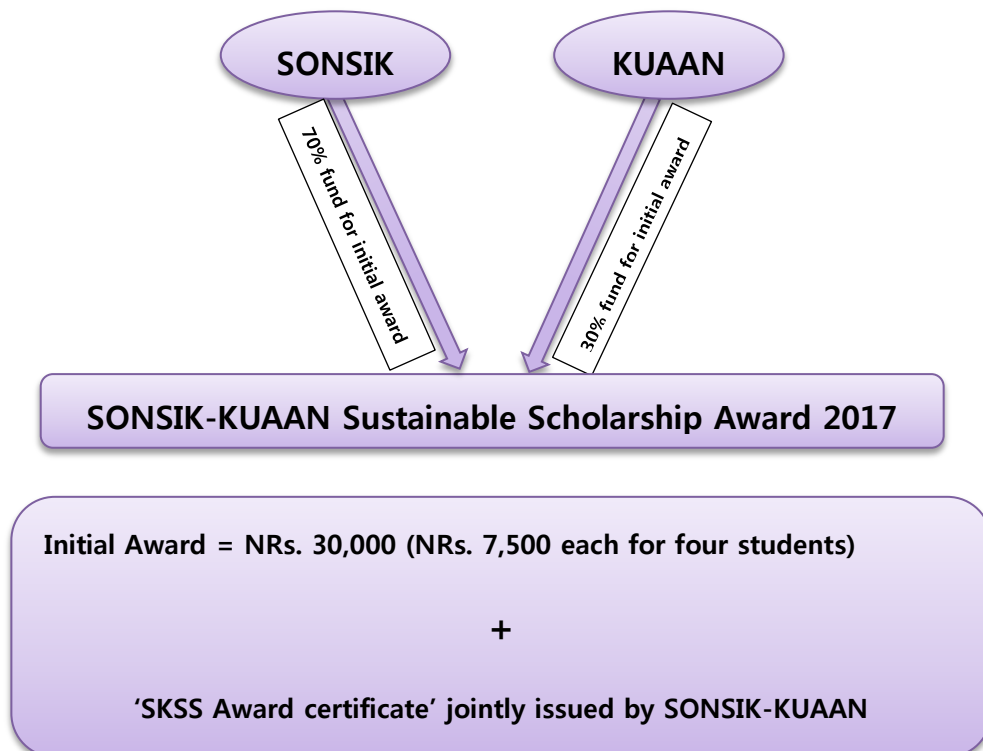 SONSIK
KUAAN
70% fund for initial award
30% fund for initial award
SONSIK-KUAAN Sustainable Scholarship Award 2017
Initial Award = NRs. 30,000 (NRs. 7,500 each for four students)
+
‘SKSS Award certificate’ jointly issued by SONSIK-KUAAN